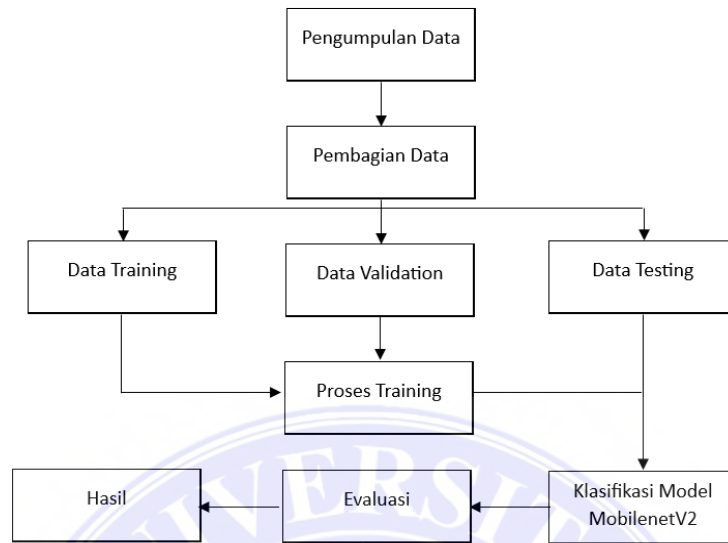 Pengumpulan Data
Pembagian Data
Data Training
Data Validation
Data Testing
Proses Training
Hasil
Evaluasi
Klasifikasi Model
MobilenetV2